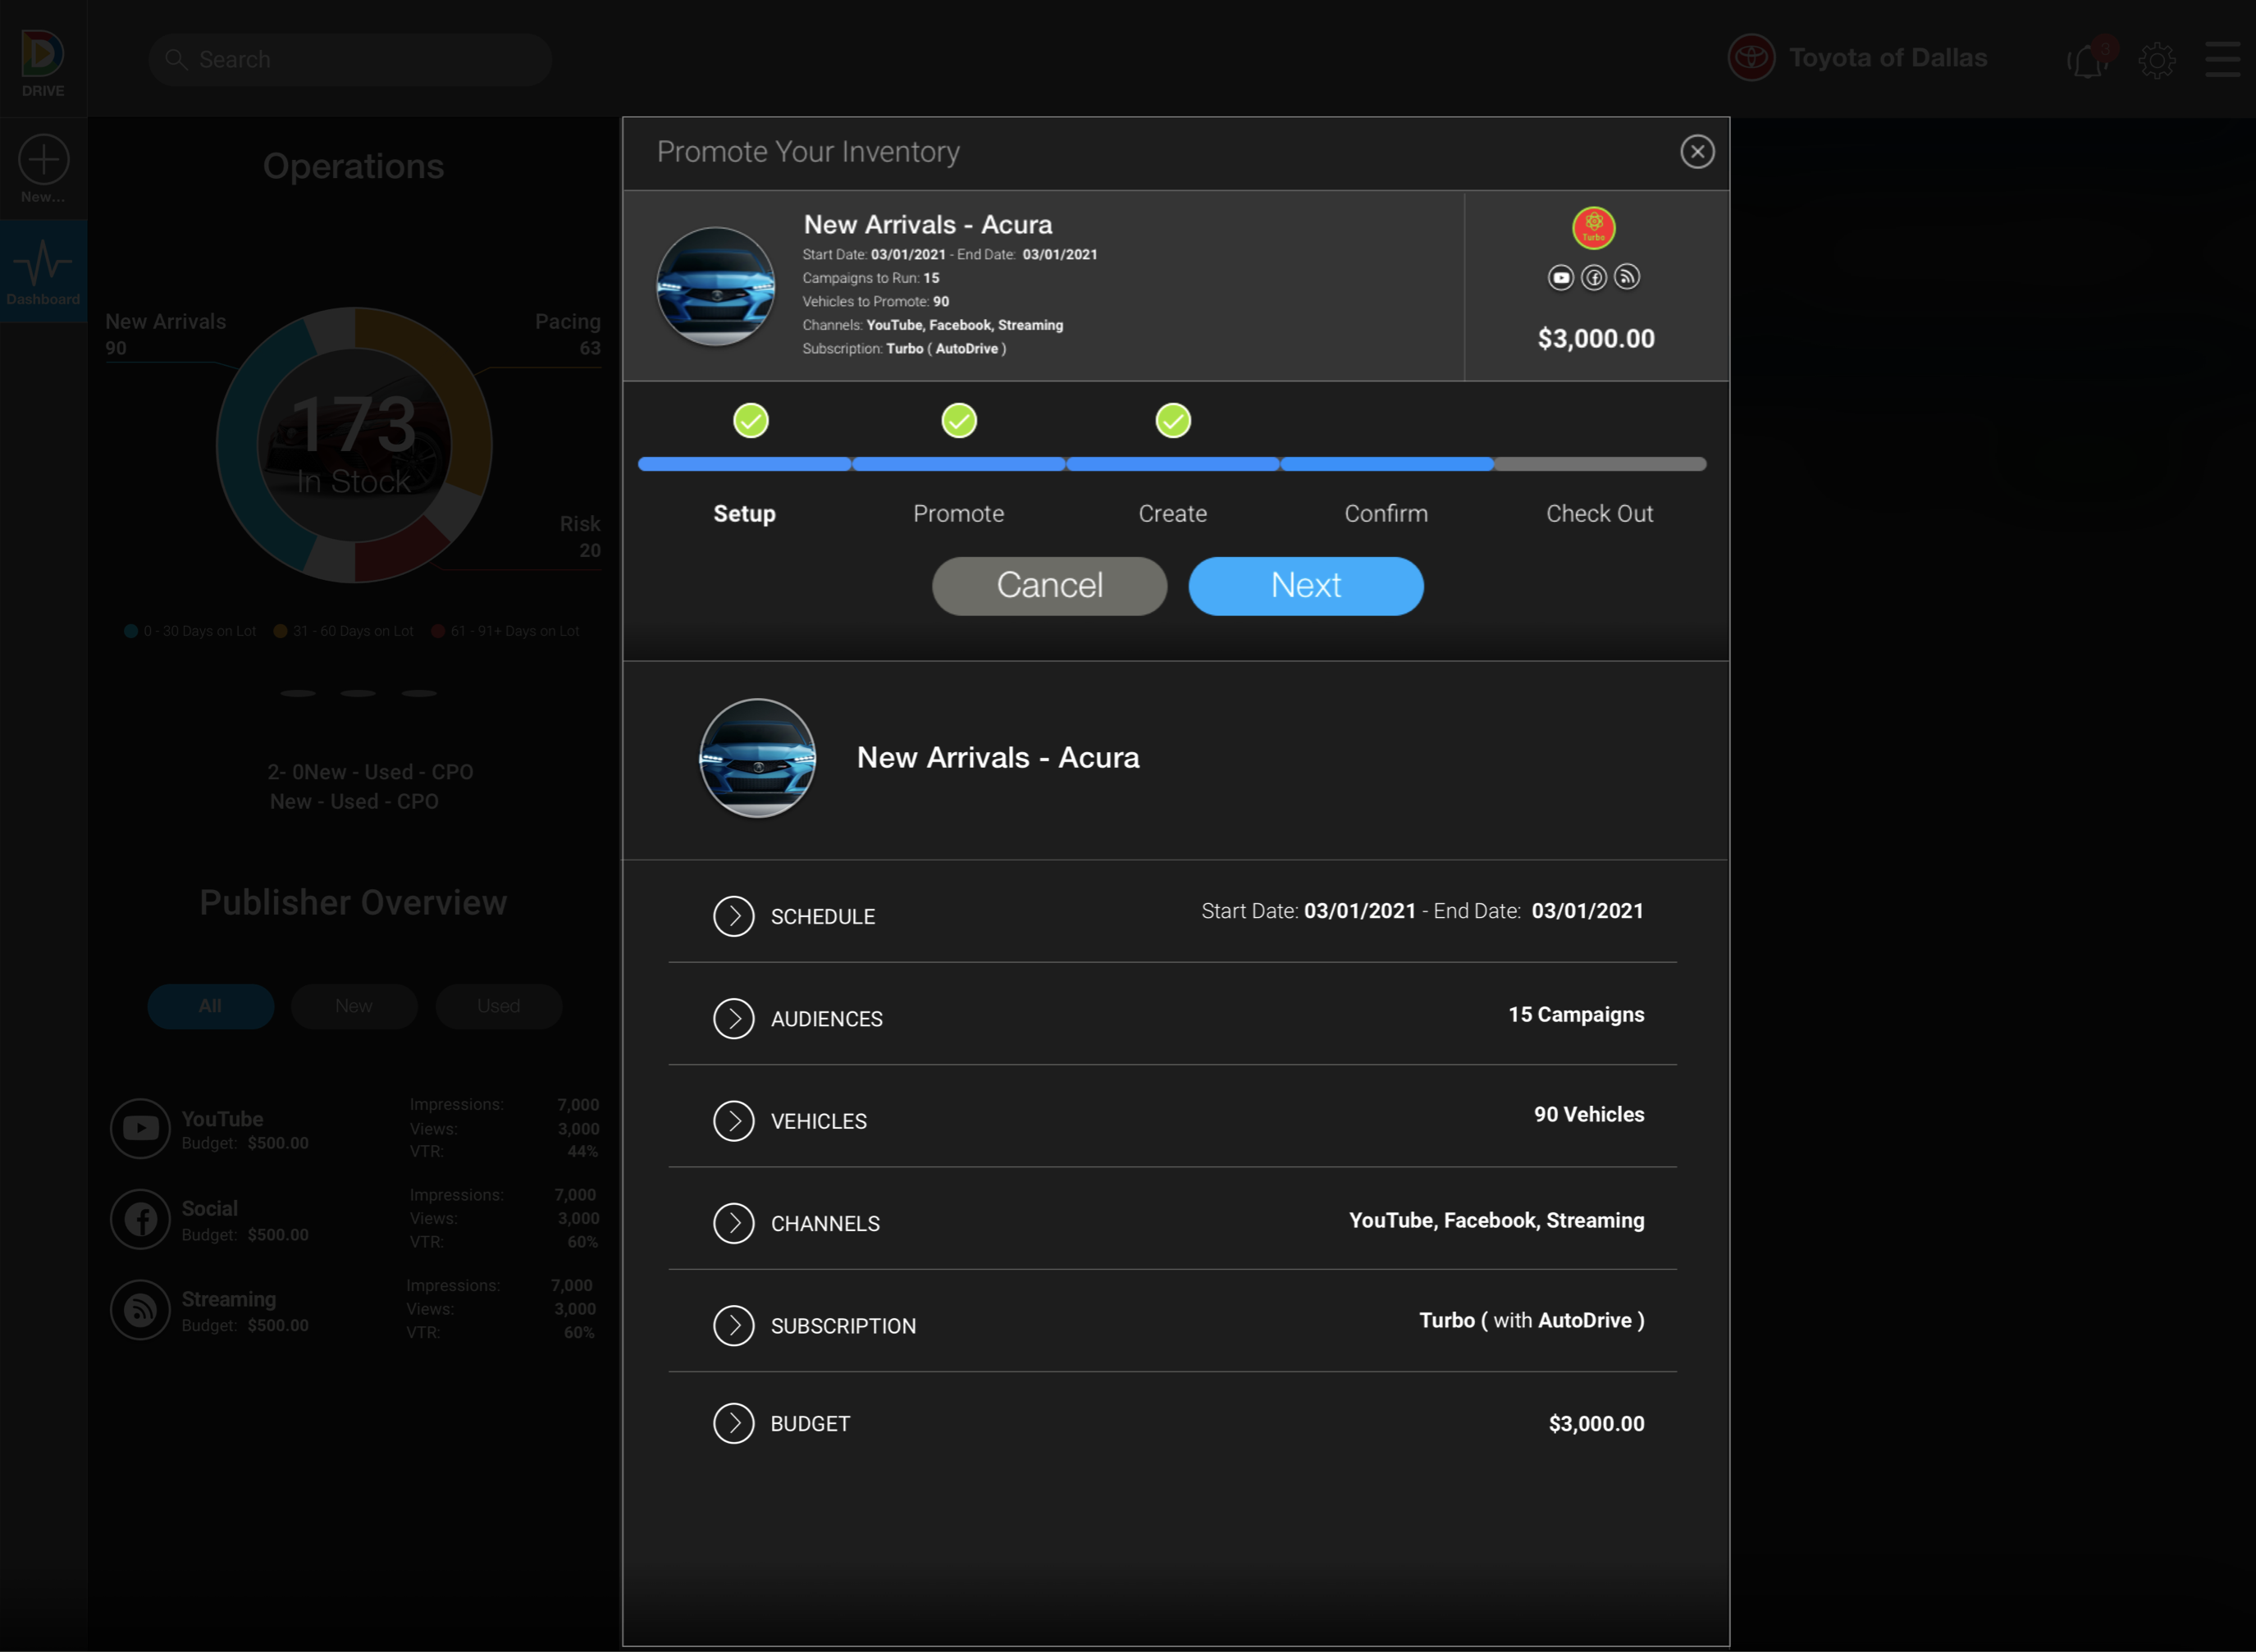 DRIVE
Search
Toyota of Dallas
3
New...
Dashboard
Operations
New Arrivals
90
Pacing
63
173
In Stock
Risk
20
0 - 30 Days on Lot
31 - 60 Days on Lot
61 - 91+ Days on Lot
2- 0New - Used - CPO
New - Used - CPO
Publisher Overview
All
New
Used
YouTube
Budget: $500.00
Impressions: 7,000
Views: 3,000
VTR: 44%
Social
Budget: $500.00
Impressions: 7,000
Views: 3,000
VTR: 60%
Streaming
Budget: $500.00
Impressions: 7,000
Views: 3,000
VTR: 60%
Promote Your Inventory
New Arrivals - Acura
Start Date: 03/01/2021 - End Date: 03/01/2021
Campaigns to Run: 15
Vehicles to Promote: 90
Channels: YouTube, Facebook, Streaming
Subscription: Turbo ( AutoDrive )
Turbo
$3,000.00
Setup
Promote
Create
Confirm
Check Out
Cancel
Next
New Arrivals - Acura
SCHEDULE
Start Date: 03/01/2021 - End Date: 03/01/2021
AUDIENCES
15 Campaigns
VEHICLES
90 Vehicles
CHANNELS
YouTube, Facebook, Streaming
SUBSCRIPTION
Turbo ( with AutoDrive )
BUDGET
$3,000.00